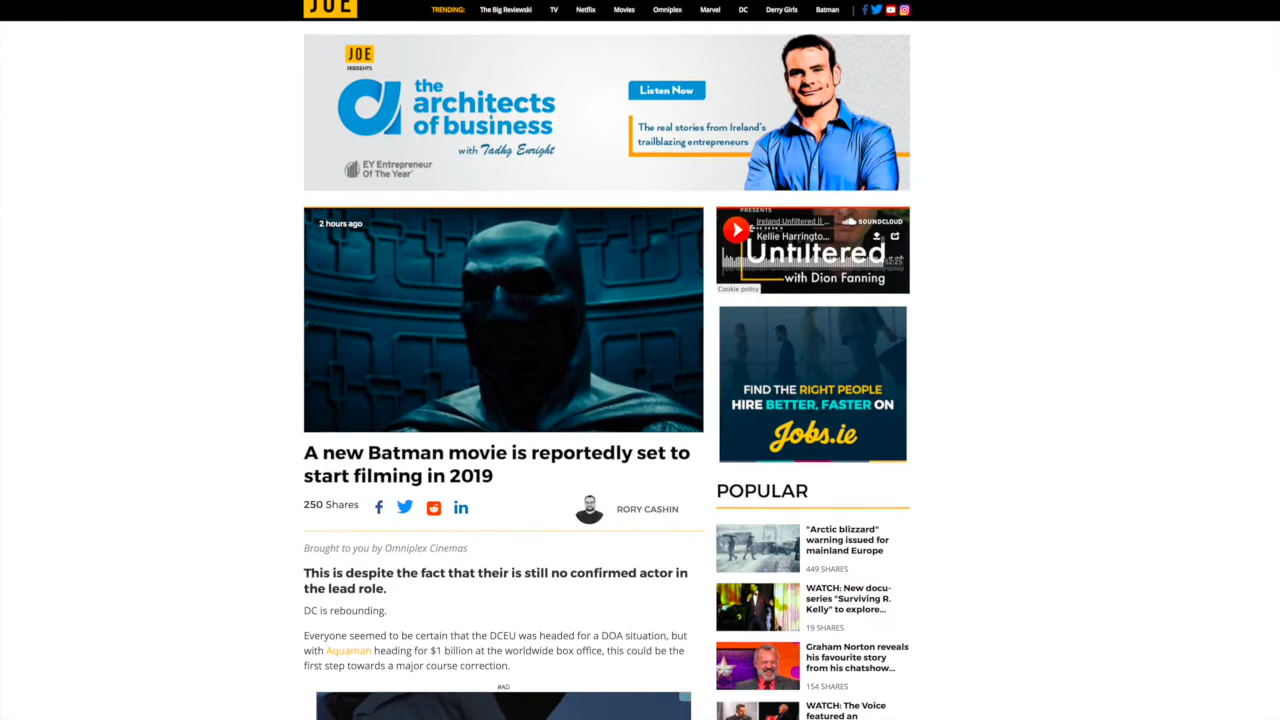 JOE
TRENDING: The Big Reviewski TV Netflix Movies Omniplex Marvel DC Derry Girls Batman
JOE
PRESENTS
the
architects
of business
with Tadhg Enright
EY Entrepreneur
Of The Year
Listen Now
The real stories from Ireland's
trailblazing entrepreneurs
2 hours ago
A new Batman movie is reportedly set to
start filming in 2019
250 Shares
RORY CASHIN
Brought to you by Omniplex Cinemas
This is despite the fact that their is still no confirmed actor in
the lead role.
DC is rebounding.
Everyone seemed to be certain that the DCEU was headed for a DOA situation, but
with Aquaman heading for $1 billion at the worldwide box office, this could be the
first step towards a major course correction.
#AD
PRESENTS
Ireland Unfiltered II ...
SOUNDCLOUD
Kellie Harringto...
Unfiltered
with Dion Fanning
Cookie policy
FIND THE RIGHT PEOPLE
HIRE BETTER, FASTER ON
Jobs.ie
POPULAR
"Arctic blizzard"
warning issued for
mainland Europe
449 SHARES
WATCH: New docu-
series "Surviving R.
Kelly" to explore...
19 SHARES
Graham Norton reveals
his favourite story
from his chatshow...
154 SHARES
WATCH: The Voice
featured an